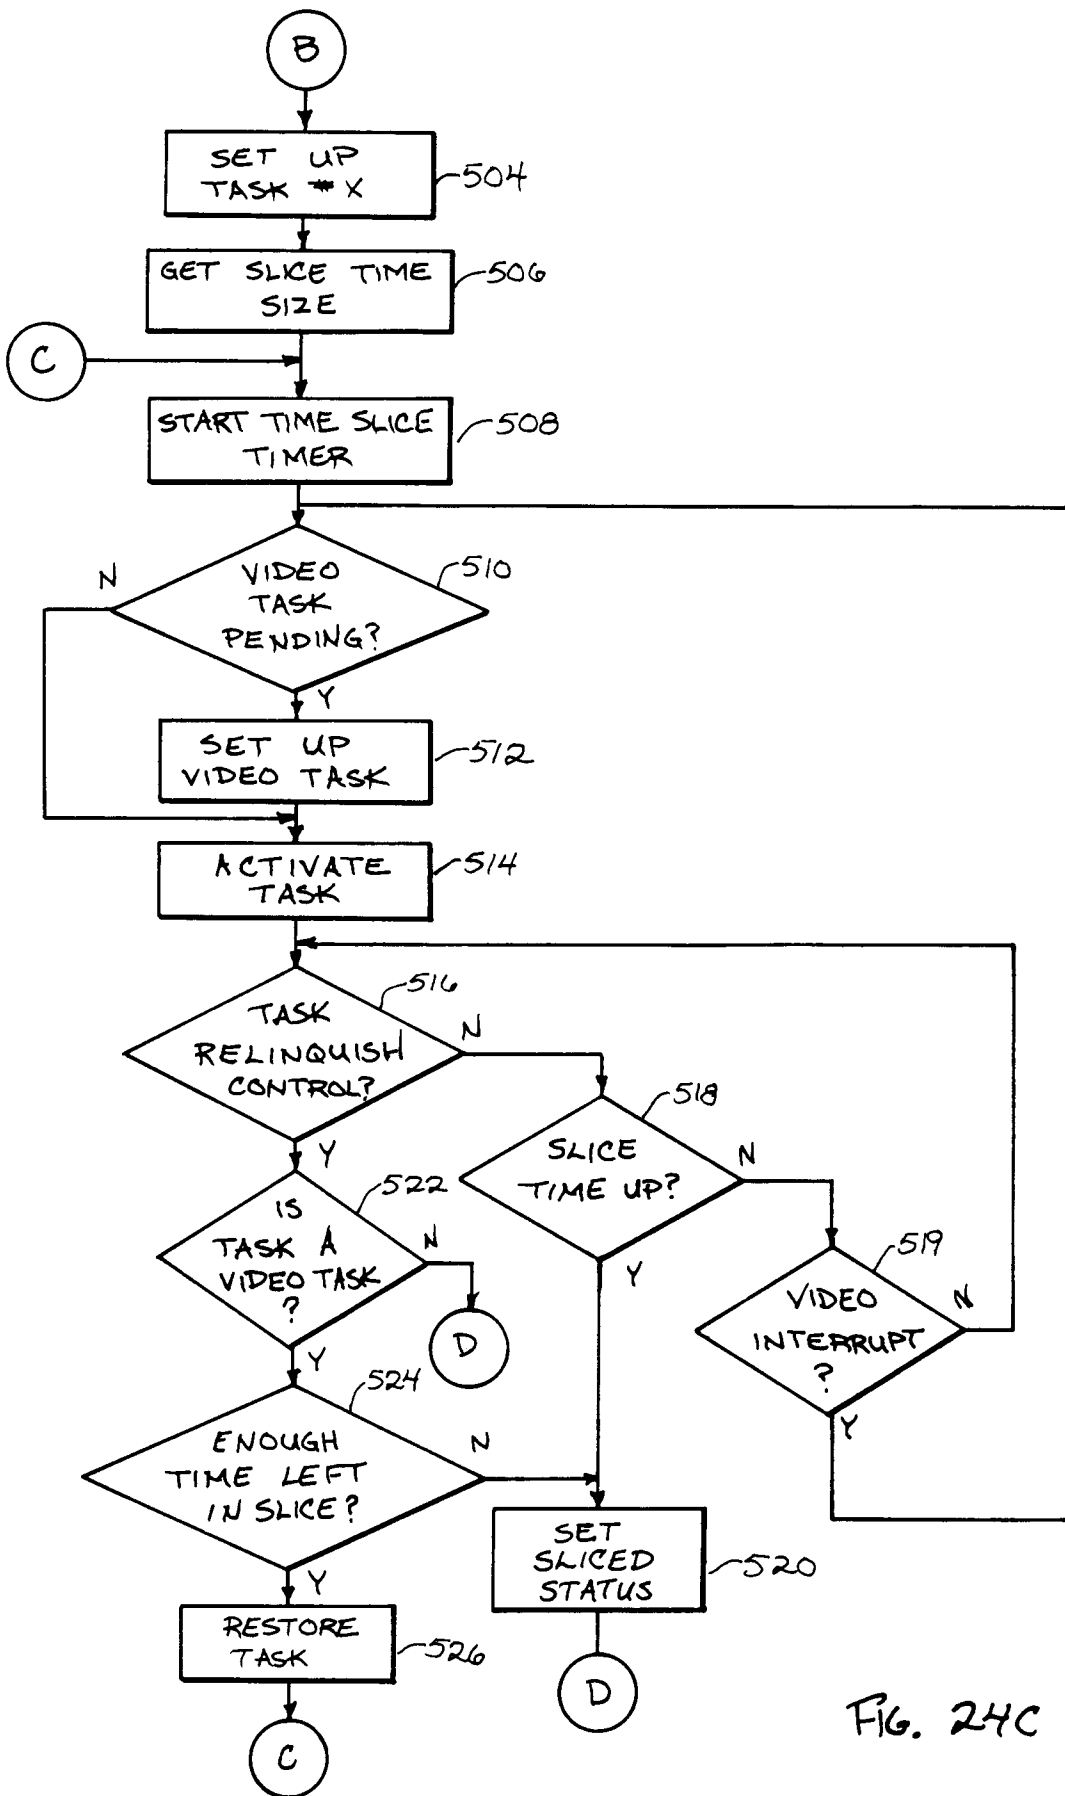 B
SET UP
TASK # X
504
GET SLICE TIME
SIZE
506
C
START TIME SLICE
TIMER
508
N
VIDEO
TASK
PENDING?
510
Y
SET UP
VIDEO TASK
512
ACTIVATE
TASK
514
TASK
RELINQUISH
CONTROL?
516
N
Y
SLICE
TIME UP?
518
N
Y
IS
TASK A
VIDEO TASK
?
522
N
D
Y
VIDEO
INTERRUPT
?
519
N
Y
ENOUGH
TIME LEFT
IN SLICE?
524
N
Y
SET
SLICED
STATUS
520
D
RESTORE
TASK
526
C
FIG. 24C